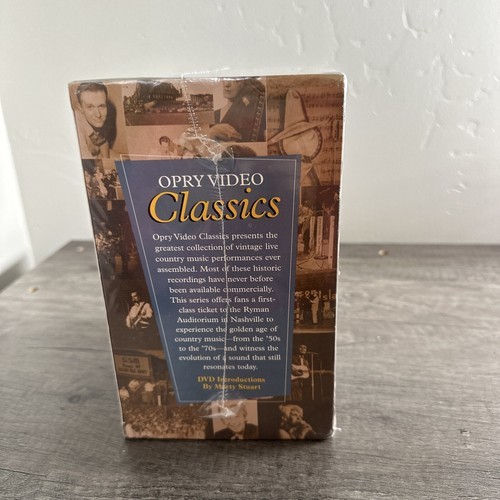 OPRY VIDEO
Classics
Opry Video Classics presents the
greatest collection of vintage live
country music performances ever
assembled. Most of these historic
recordings have never before
been available commercially.
This series offers fans a first-
class ticket to the Ryman
Auditorium in Nashville to
experience the golden age of
country music—from the '50s
to the '70s—and witness the
evolution of a sound that still
resonates today.
DVD Introductions
By Marty Stuart